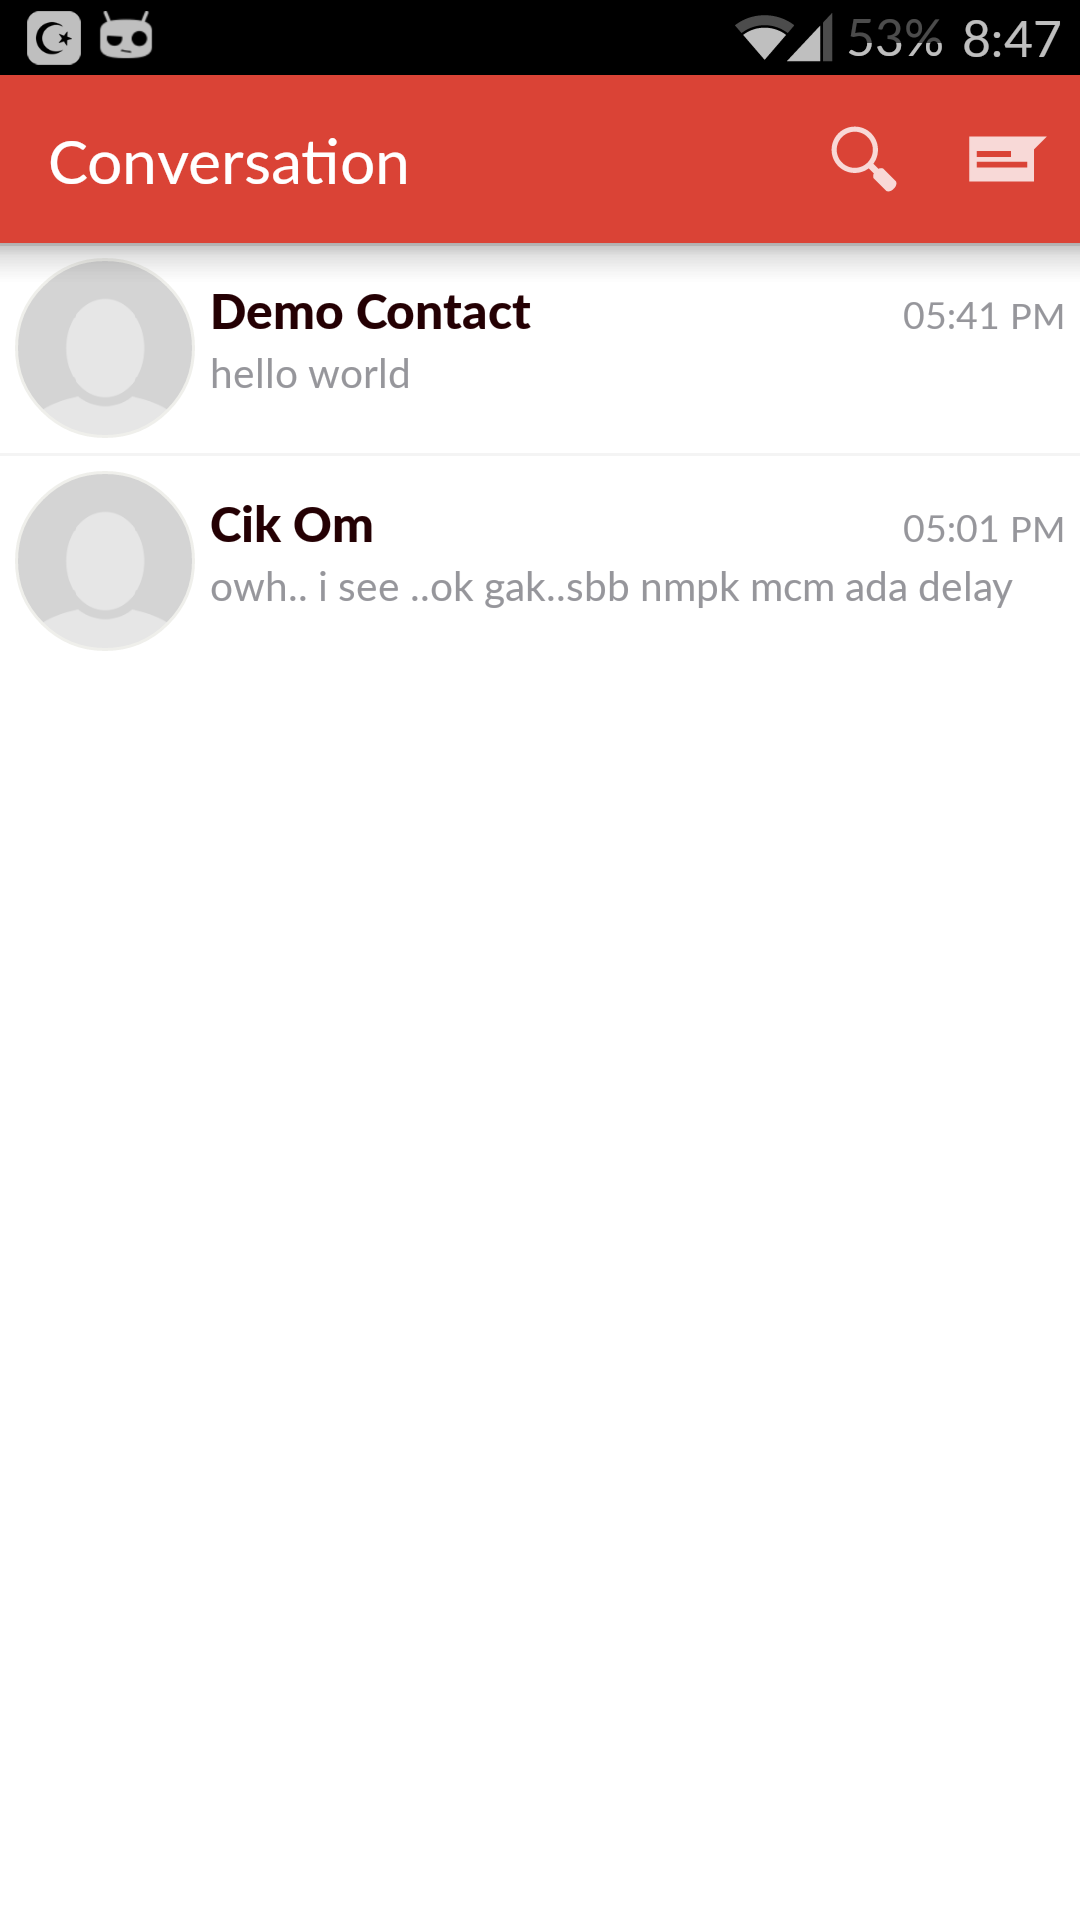 53% 8:47
Conversation
Demo Contact 05:41 PM
hello world
Cik Om 05:01 PM
owh.. i see ..ok gak..sbb nmpk mcm ada delay